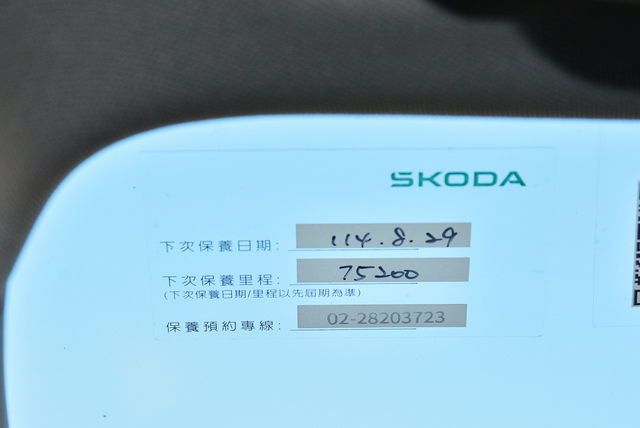 SKODA
下次保養日期: 114.8.29
下次保養里程: 75200
(下次保養日期/里程以先屆期為準)
保養預約專線: 02-28203723